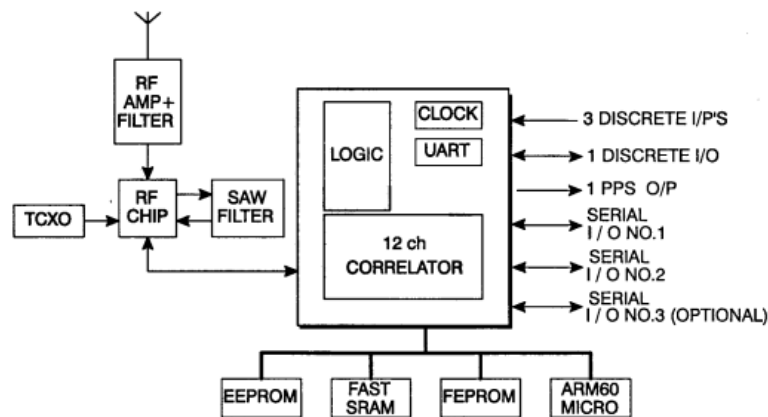 RF
AMP+
FILTER
TCXO
RF
CHIP
SAW
FILTER
LOGIC
CLOCK
UART
12 ch
CORRELATOR
3 DISCRETE I/P'S
1 DISCRETE I/O
1 PPS O/P
SERIAL
I / O NO.1
SERIAL
I / O NO.2
SERIAL
I / O NO.3 (OPTIONAL)
EEPROM
FAST
SRAM
FEPROM
ARM60
MICRO